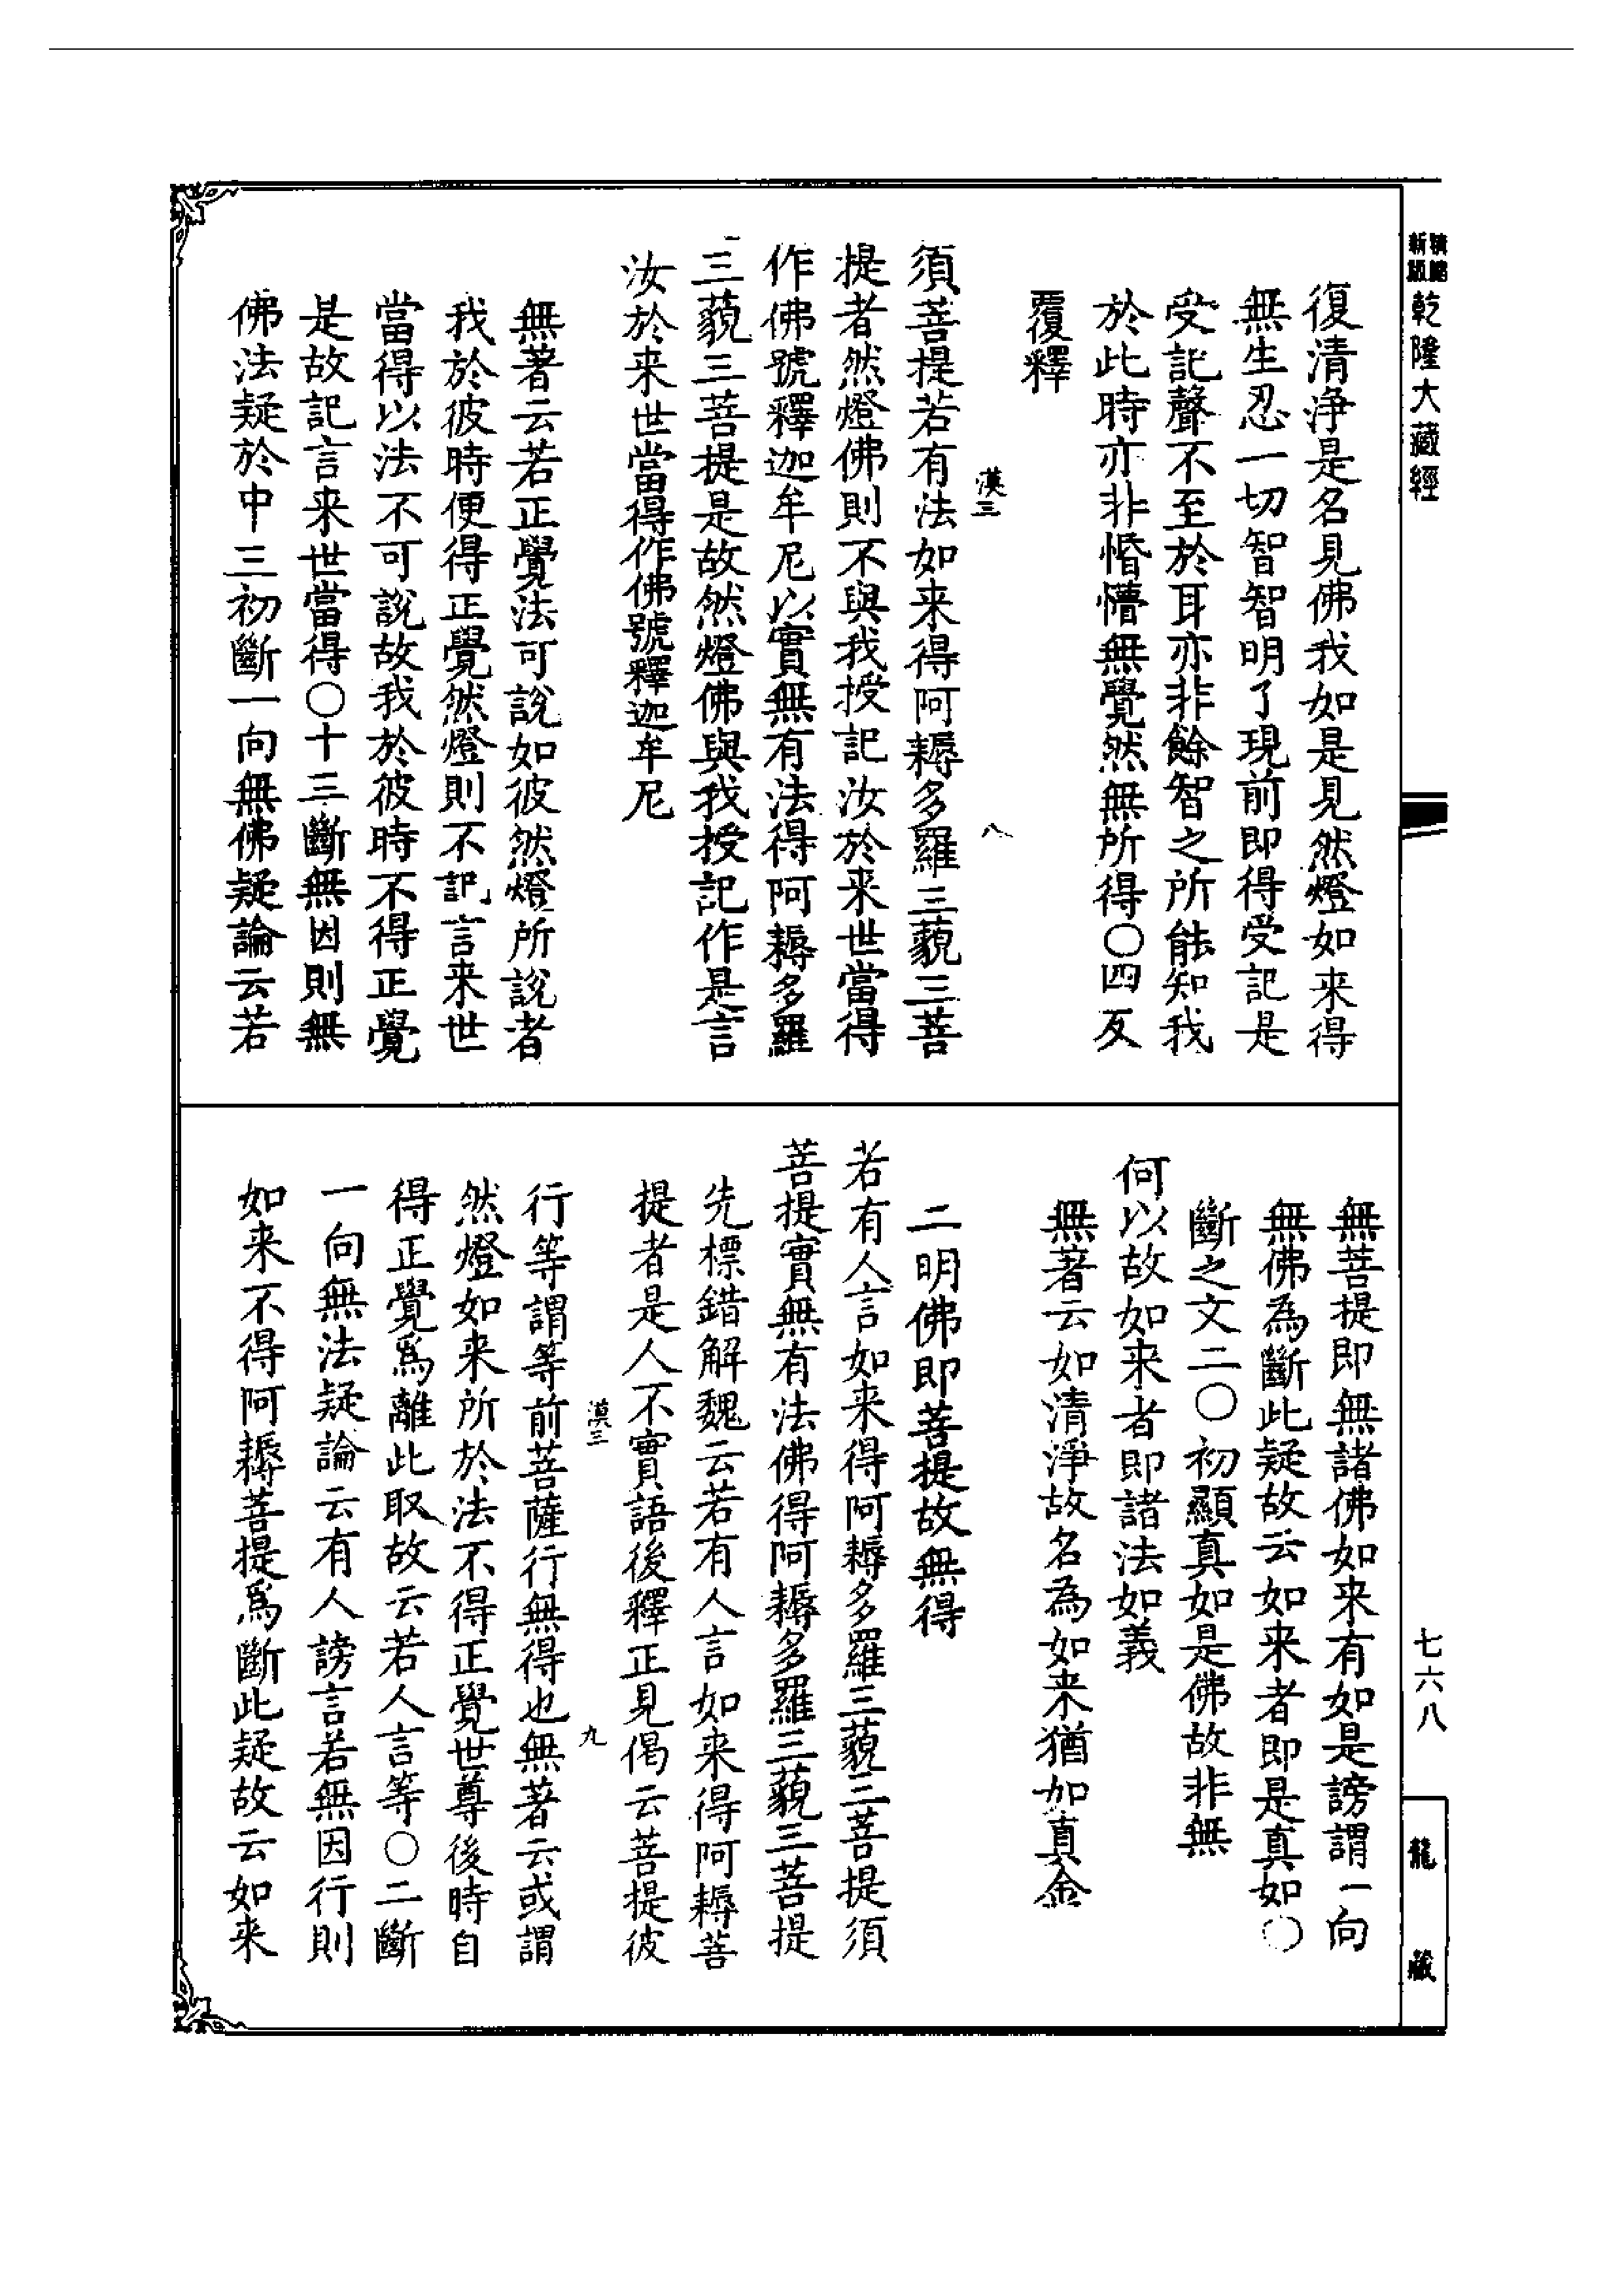 乾隆大藏經
復清淨是名見佛我如是見然燈如来得
無生忍一切智智明了現前即得受記是
受記聲不至於耳亦非餘智之所能知我
於此時亦非惛懵無覺然無所得○四反
覆釋
漢三
八
須菩提若有法如来得阿耨多羅三藐三菩
提者然燈佛則不與我授記汝於来世當得
作佛號釋迦牟尼以實無有法得阿耨多羅
三藐三菩提是故然燈佛與我授記作是言
汝於来世當得作佛號釋迦牟尼
無著云若正覺法可說如彼然燈所說者
我於彼時便得正覺然燈則不記言来世
當得以法不可說故我於彼時不得正覺
是故記言来世當得○十三斷無因則無
佛法疑於中三初斷一向無佛疑論云若
無菩提即無諸佛如来有如是謗謂一向
無佛為斷此疑故云如来者即是真如○
斷之文二○初顯真如是佛故非無
何以故如来者即諸法如義
無著云如清淨故名為如来猶如真金
二明佛即菩提故無得
若有人言如来得阿耨多羅三藐三菩提須
菩提實無有法佛得阿耨多羅三藐三菩提
先標錯解魏云若有人言如来得阿耨菩
提者是人不實語後釋正見偈云菩提彼
漢三
九
行等謂等前菩薩行無得也無著云或謂
然燈如来所於法不得正覺世尊後時自
得正覺爲離此取故云若人言等○二斷
一向無法疑論云有人謗言若無因行則
如来不得阿耨菩提爲斷此疑故云如来
七六八
龍藏